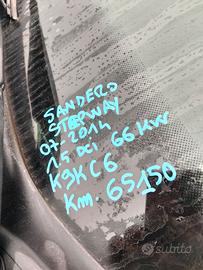 SANDERO
STEPWAY
07-2014
1.5 DCI 66 KW
K9KC6
Km. 65150
subito